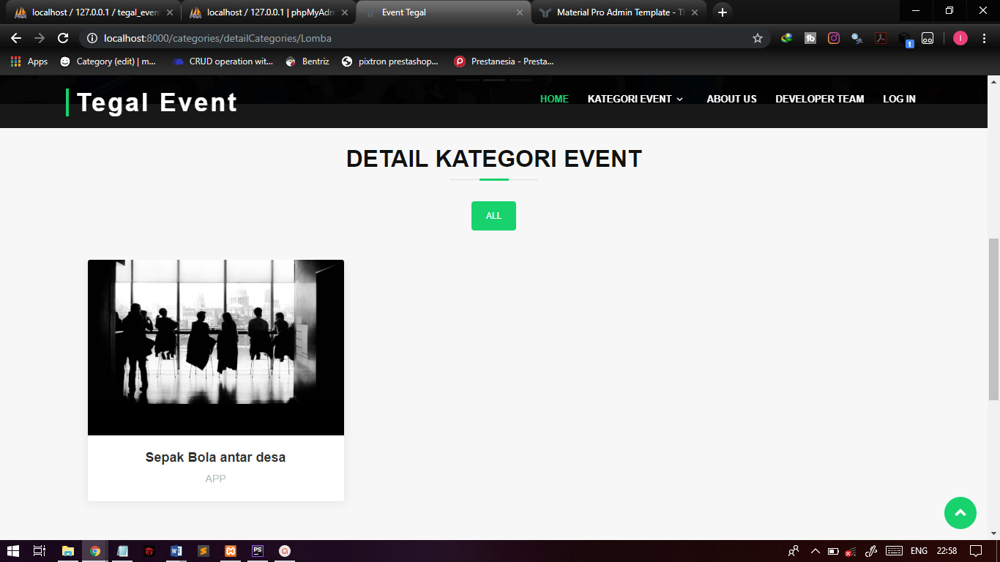 localhost / 127.0.0.1 / tegal_even
localhost / 127.0.0.1 | phpMyAdm
Event Tegal
Material Pro Admin Template - Th
localhost:8000/categories/detailCategories/Lomba
1
I
Apps
Category (edit) | m...
CRUD operation wit...
Bentriz
pixtron prestashop...
Prestanesia - Presta...
Tegal Event
HOME
KATEGORI EVENT
ABOUT US
DEVELOPER TEAM
LOG IN
DETAIL KATEGORI EVENT
ALL
Sepak Bola antar desa
APP
ENG
22:58